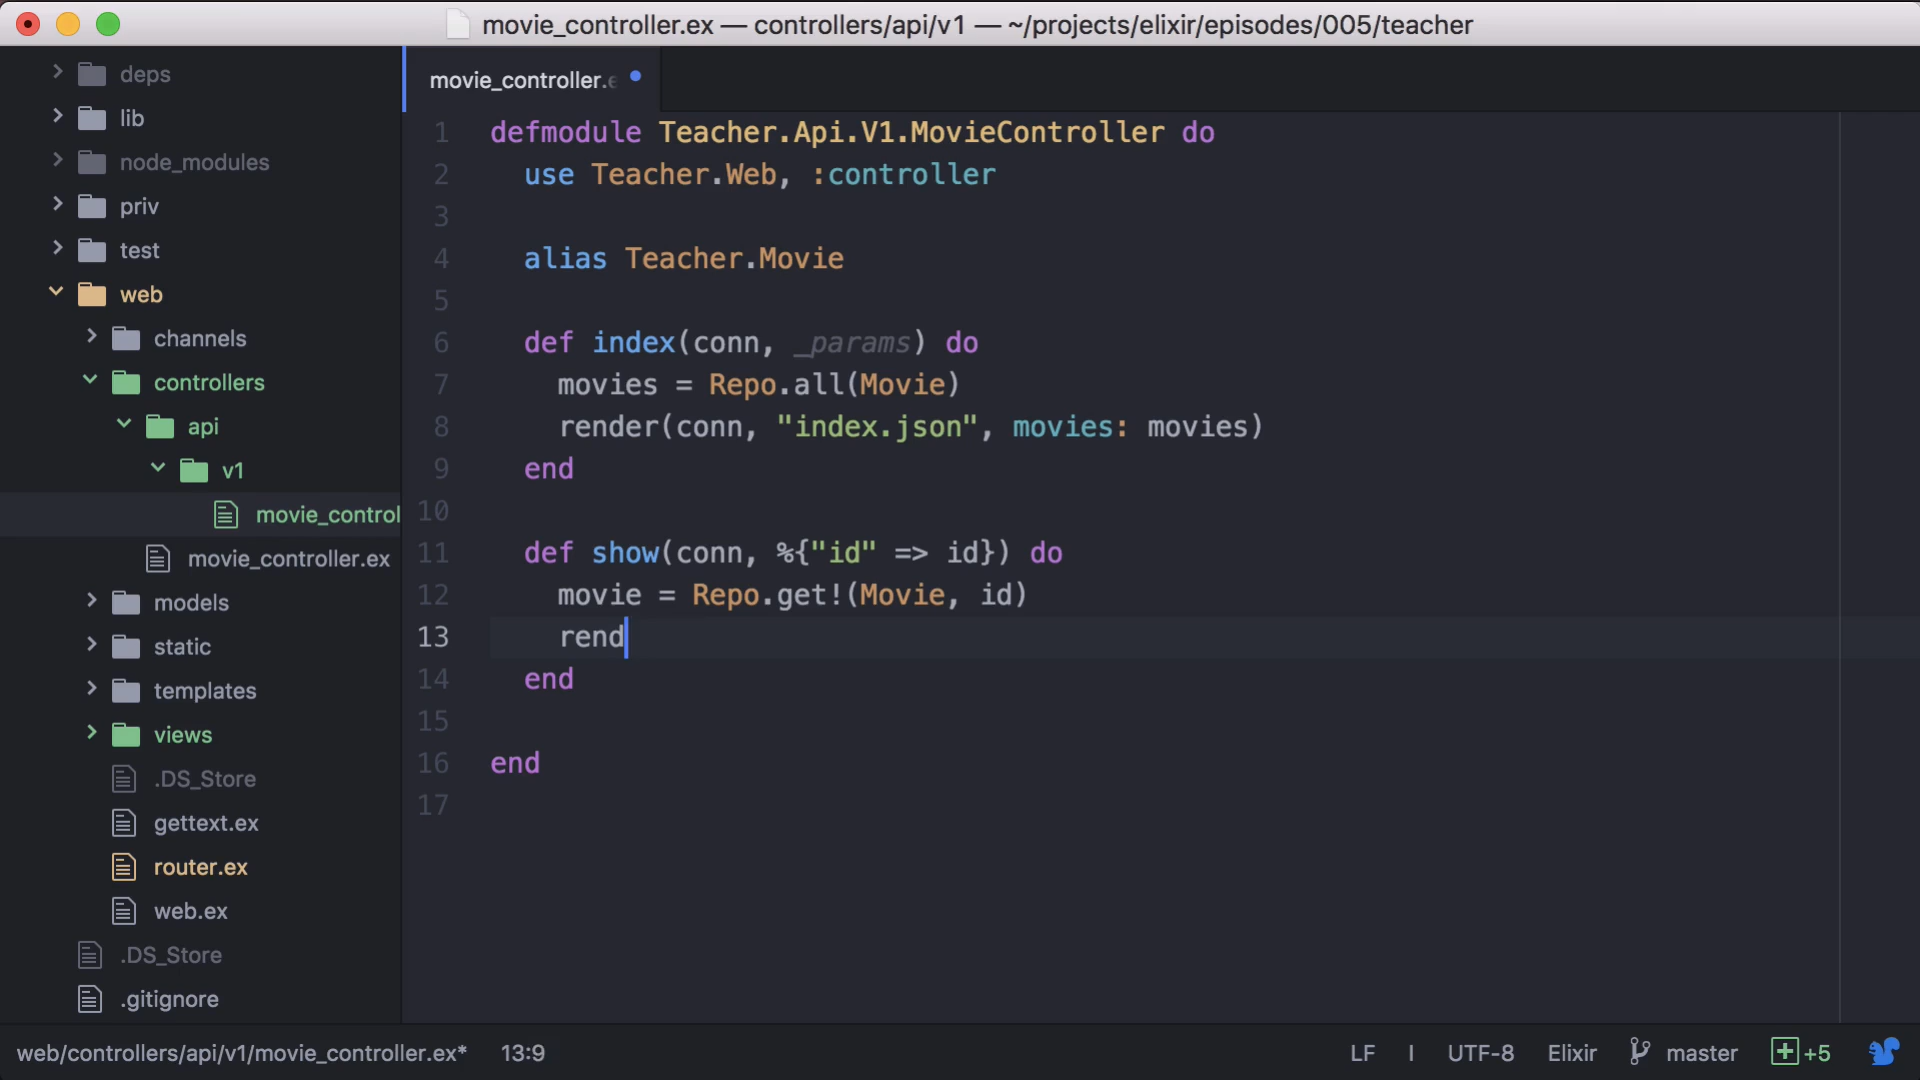 movie_controller.ex — controllers/api/v1 — ~/projects/elixir/episodes/005/teacher
deps
lib
node_modules
priv
test
web
channels
controllers
api
v1
movie_control
movie_controller.ex
models
static
templates
views
.DS_Store
gettext.ex
router.ex
web.ex
.DS_Store
.gitignore
movie_controller.e
1 defmodule Teacher.Api.V1.MovieController do
2 use Teacher.Web, :controller
3
4 alias Teacher.Movie
5
6 def index(conn, _params) do
7 movies = Repo.all(Movie)
8 render(conn, "index.json", movies: movies)
9 end
10
11 def show(conn, %{"id" => id}) do
12 movie = Repo.get!(Movie, id)
13 rend
14 end
15
16 end
17
web/controllers/api/v1/movie_controller.ex* 13:9 LF I UTF-8 Elixir master +5